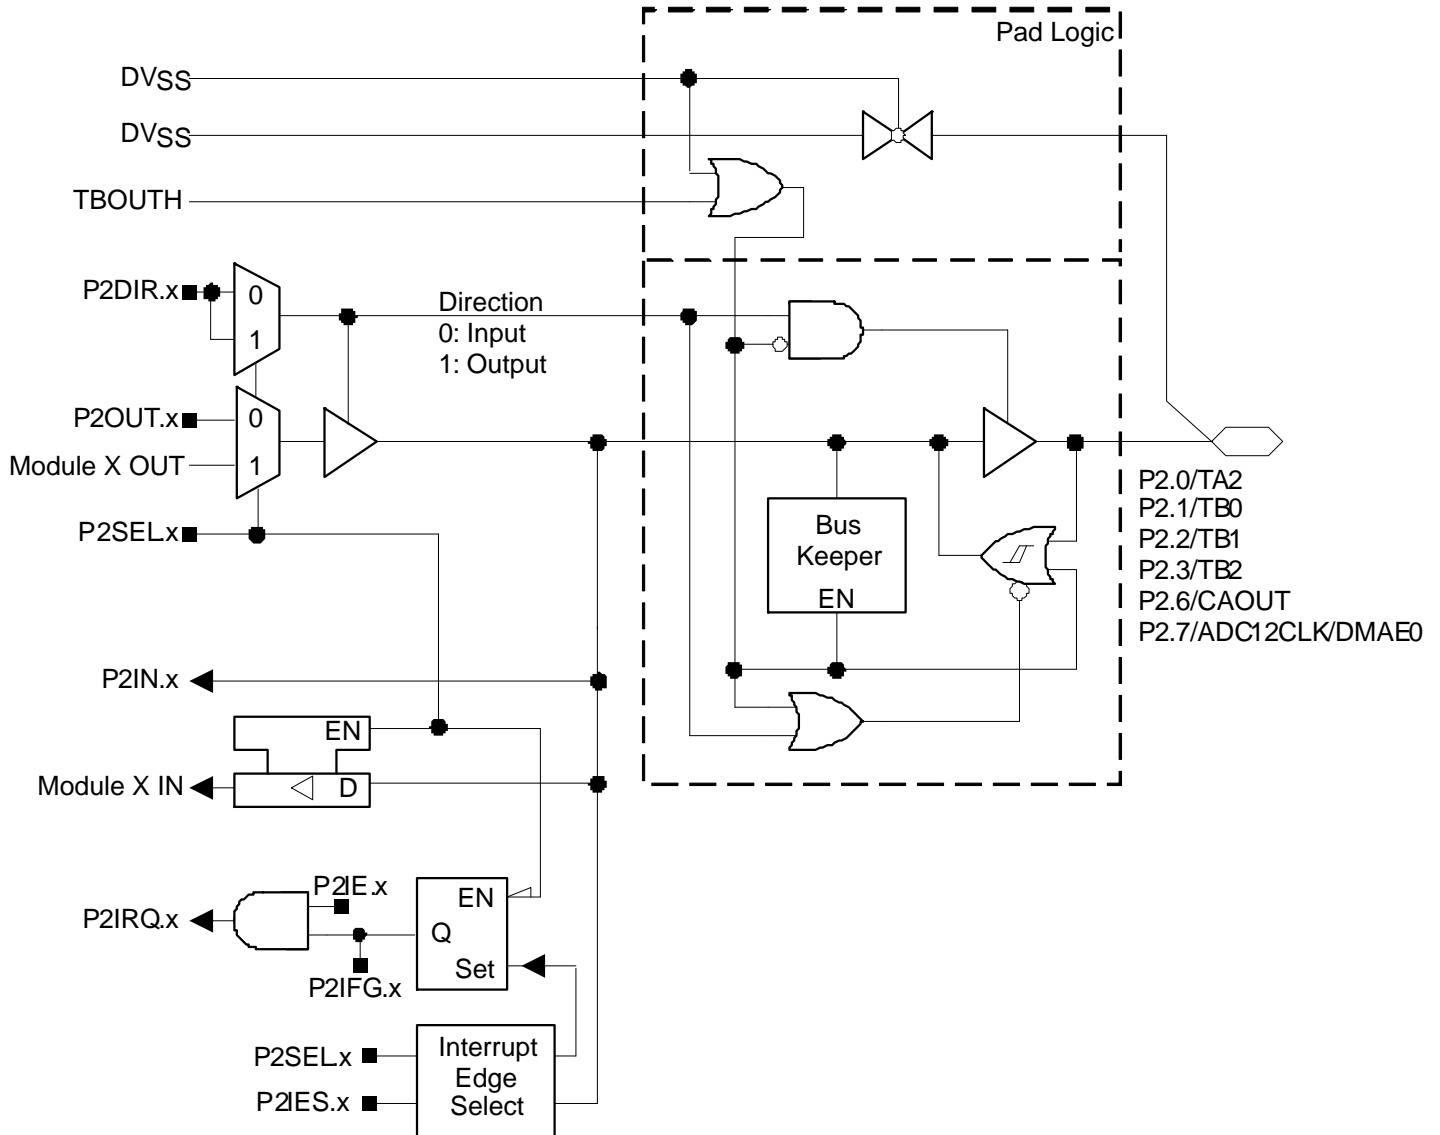 Pad Logic
DVSS
DVSS
TBOUTH
P2DIR.x
0
1
Direction
0: Input
1: Output
P2OUT.x
0
Module X OUT
1
P2SEL.x
Bus
Keeper
EN
P2.0/TA2
P2.1/TB0
P2.2/TB1
P2.3/TB2
P2.6/CAOUT
P2.7/ADC12CLK/DMAE0
P2IN.x
EN
Module X IN
D
P2IE.x
P2IRQ.x
EN
Q
Set
P2IFG.x
P2SEL.x
P2IES.x
Interrupt
Edge
Select